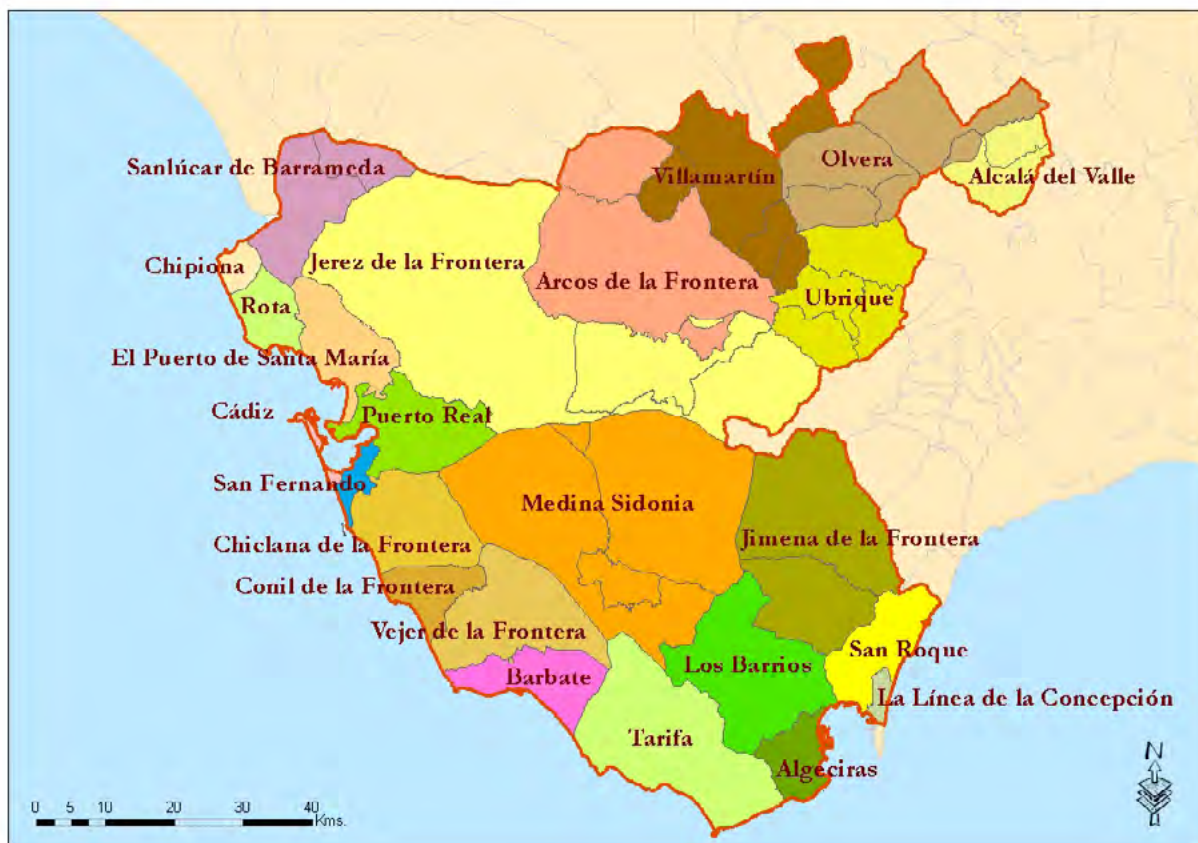 Olvera
Sanlúcar de Barrameda
Villamartín
Alcalá del Valle
Chipiona
Jerez de la Frontera
Arcos de la Frontera
Ubrique
Rota
El Puerto de Santa María
Cádiz
Puerto Real
San Fernando
Medina Sidonia
Chiclana de la Frontera
Jimena de la Frontera
Conil de la Frontera
Vejer de la Frontera
San Roque
Los Barrios
Barbate
La Línea de la Concepción
Tarifa
Algeciras
N
0 5 10 20 30 40
Kms.